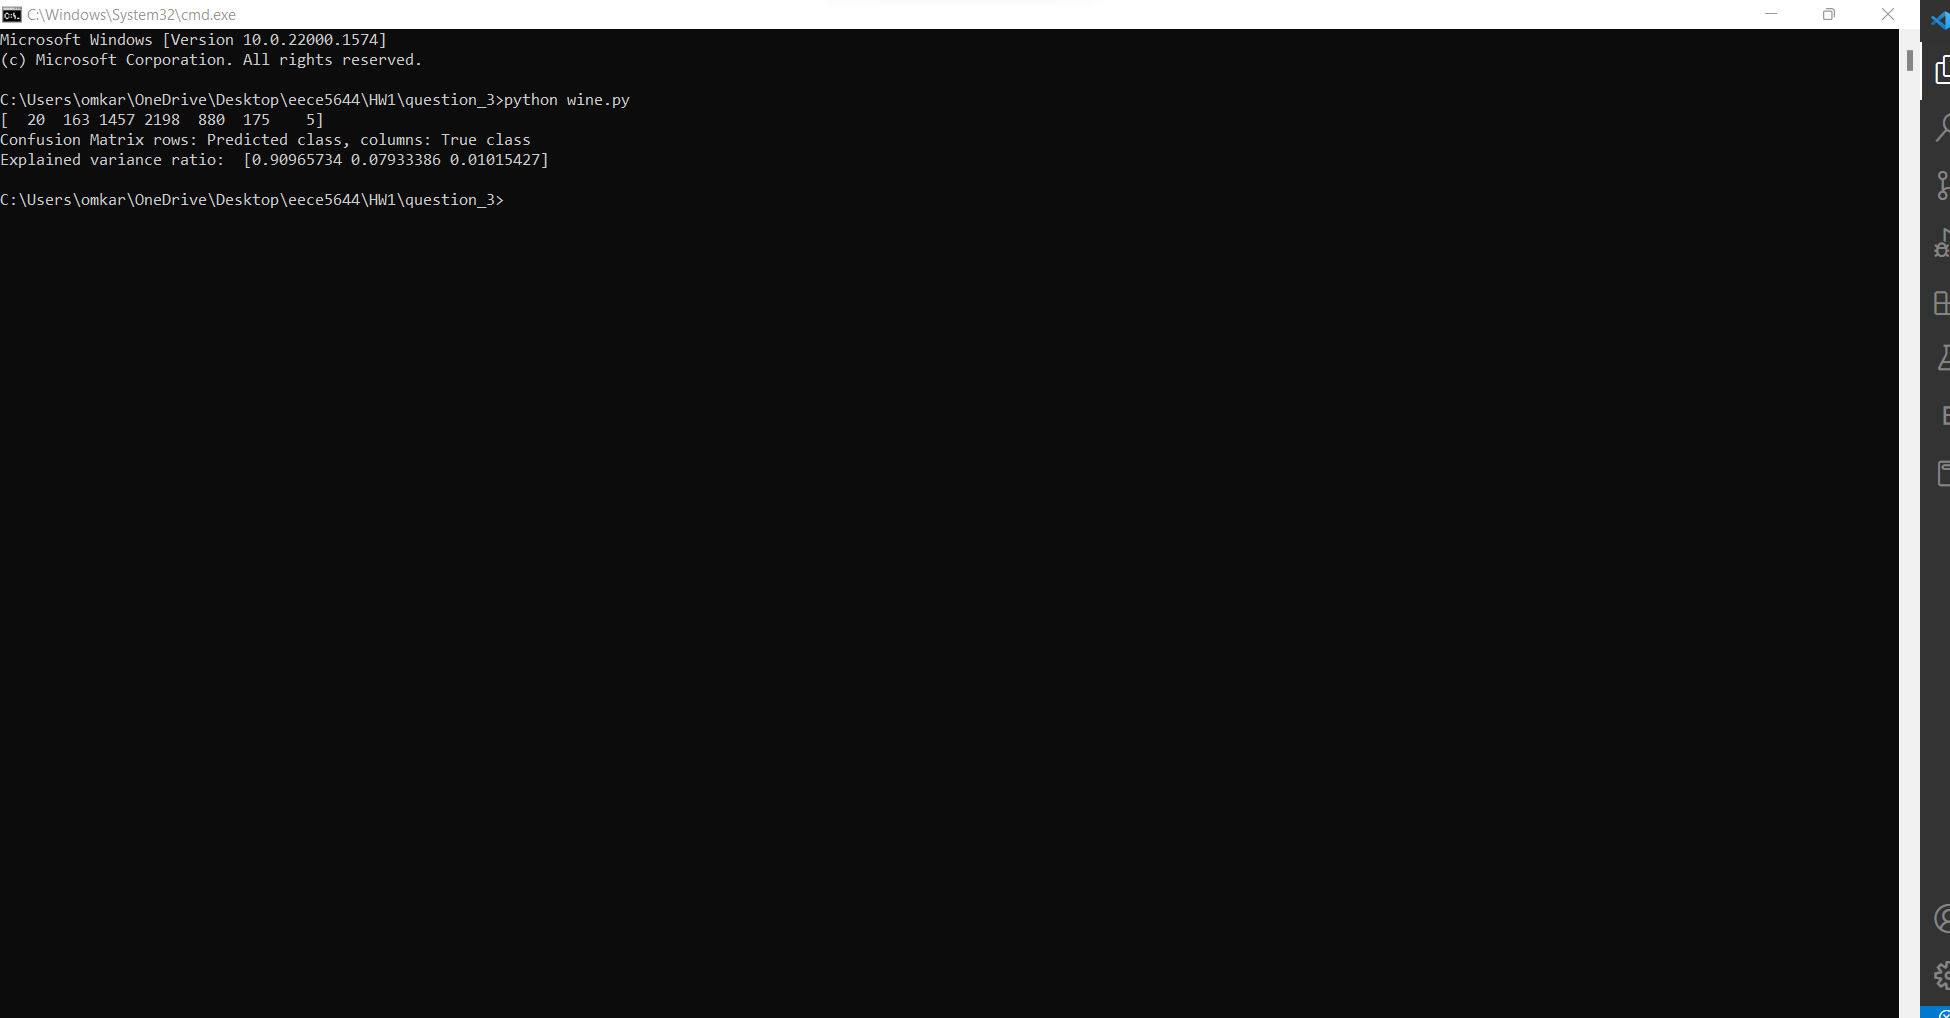 C:\Windows\System32\cmd.exe
Microsoft Windows [Version 10.0.22000.1574]
(c) Microsoft Corporation. All rights reserved.
C:\Users\omkar\OneDrive\Desktop\eece5644\HW1\question_3>python wine.py
[  20  163 1457 2198  880  175    5]
Confusion Matrix rows: Predicted class, columns: True class
Explained variance ratio:  [0.90965734 0.07933386 0.01015427]
C:\Users\omkar\OneDrive\Desktop\eece5644\HW1\question_3>